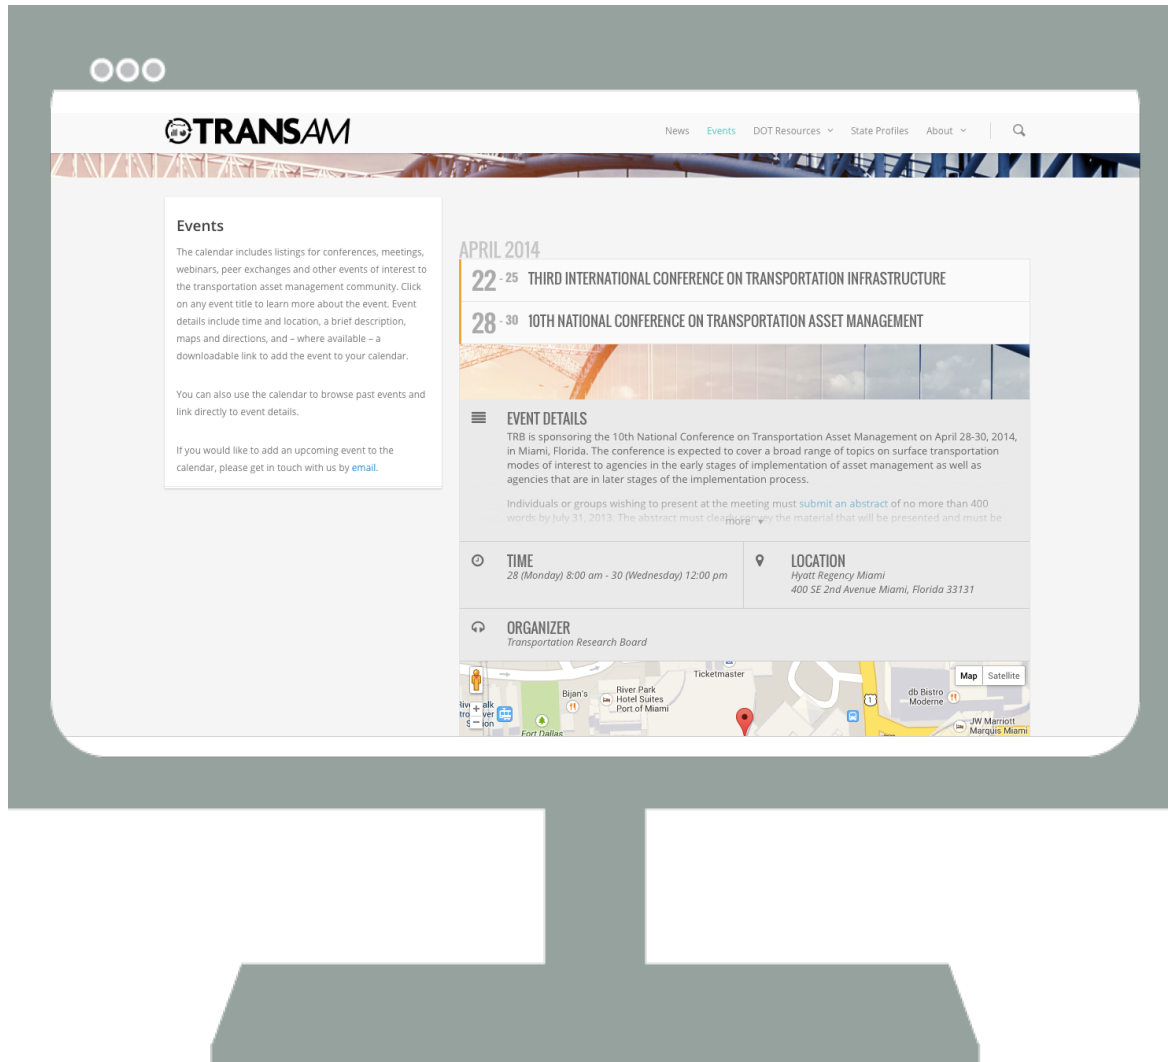 TRANSAM
News Events DOT Resources State Profiles About
Events
The calendar includes listings for conferences, meetings,
webinars, peer exchanges and other events of interest to
the transportation asset management community. Click
on any event title to learn more about the event. Event
details include time and location, a brief description,
maps and directions, and – where available – a
downloadable link to add the event to your calendar.
You can also use the calendar to browse past events and
link directly to event details.
If you would like to add an upcoming event to the
calendar, please get in touch with us by email.
APRIL 2014
22 - 25 THIRD INTERNATIONAL CONFERENCE ON TRANSPORTATION INFRASTRUCTURE
28 - 30 10TH NATIONAL CONFERENCE ON TRANSPORTATION ASSET MANAGEMENT
EVENT DETAILS
TRB is sponsoring the 10th National Conference on Transportation Asset Management on April 28-30, 2014,
in Miami, Florida. The conference is expected to cover a broad range of topics on surface transportation
modes of interest to agencies in the early stages of implementation of asset management as well as
agencies that are in later stages of the implementation process.
Individuals or groups wishing to present at the meeting must submit an abstract of no more than 400
words by July 31, 2013. The abstract must clearly convey the material that will be presented and must be
more
TIME
28 (Monday) 8:00 am - 30 (Wednesday) 12:00 pm
LOCATION
Hyatt Regency Miami
400 SE 2nd Avenue Miami, Florida 33131
ORGANIZER
Transportation Research Board
Ticketmaster
Map Satellite
Bijan's
River Park
Hotel Suites
Port of Miami
1
db Bistro
Moderne
JW Marriott
Marquis Miami
Fort Dallas